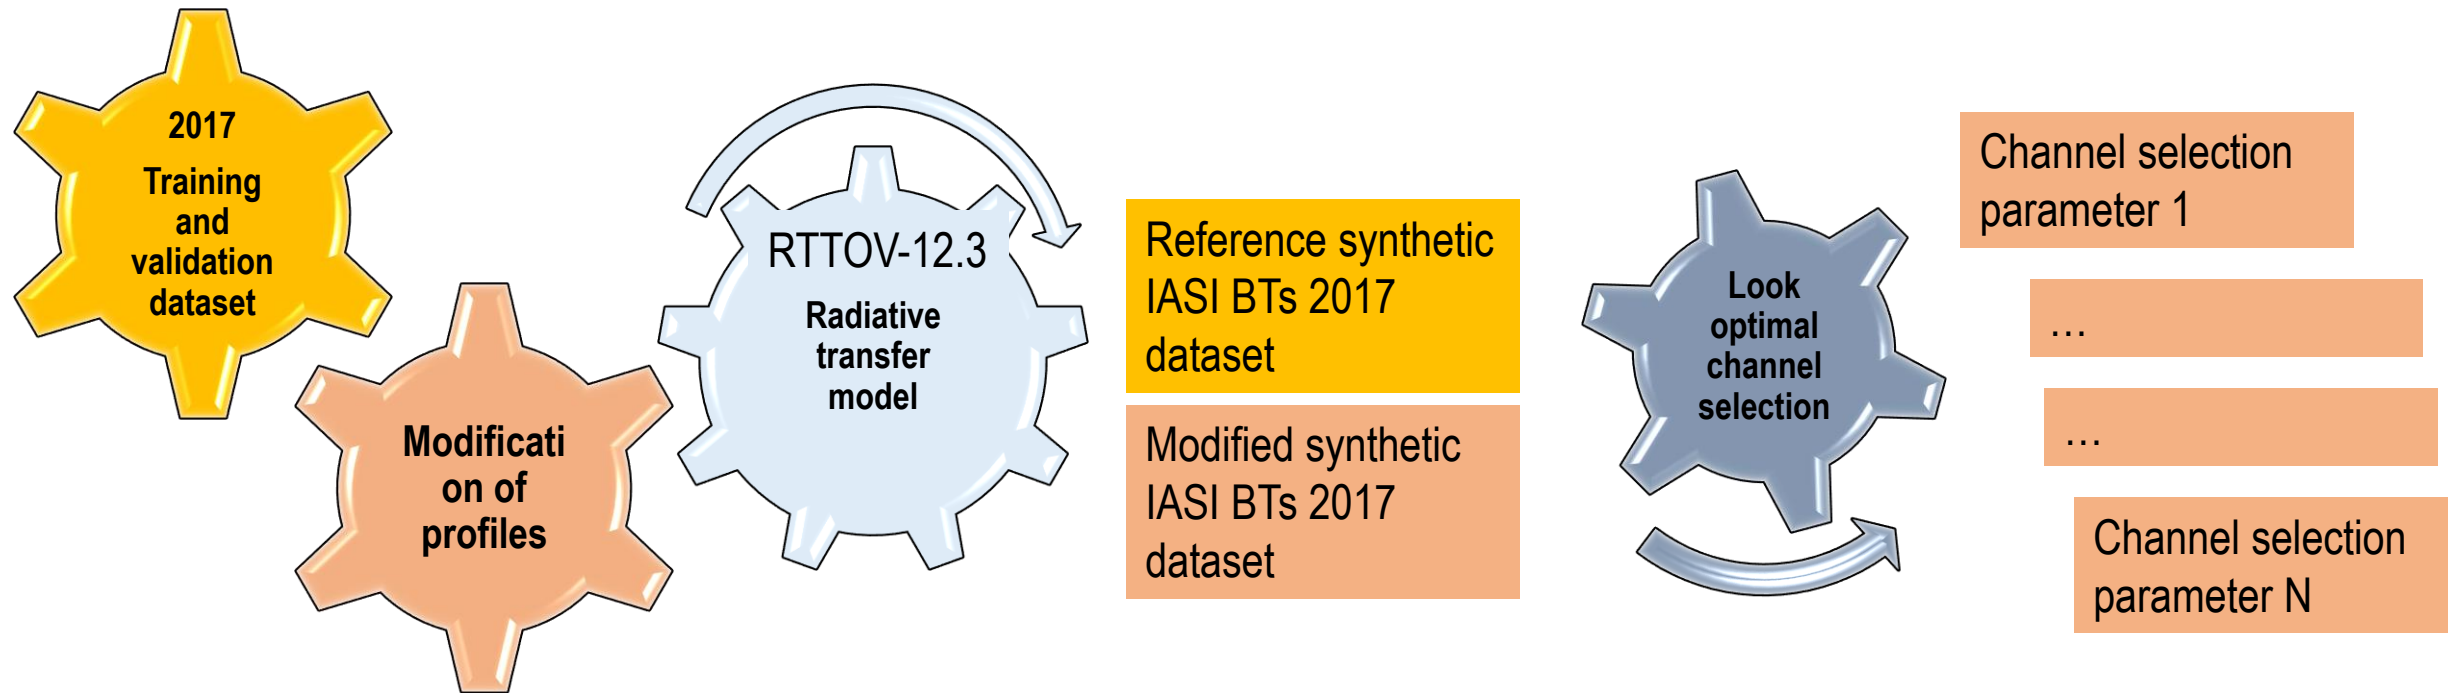 2017
Training
and
validation
dataset
Modificati
on of
profiles
RTTOV-12.3
Radiative
transfer
model
Reference synthetic
IASI BTs 2017
dataset
Modified synthetic
IASI BTs 2017
dataset
Look
optimal
channel
selection
Channel selection
parameter 1
…
…
Channel selection
parameter N